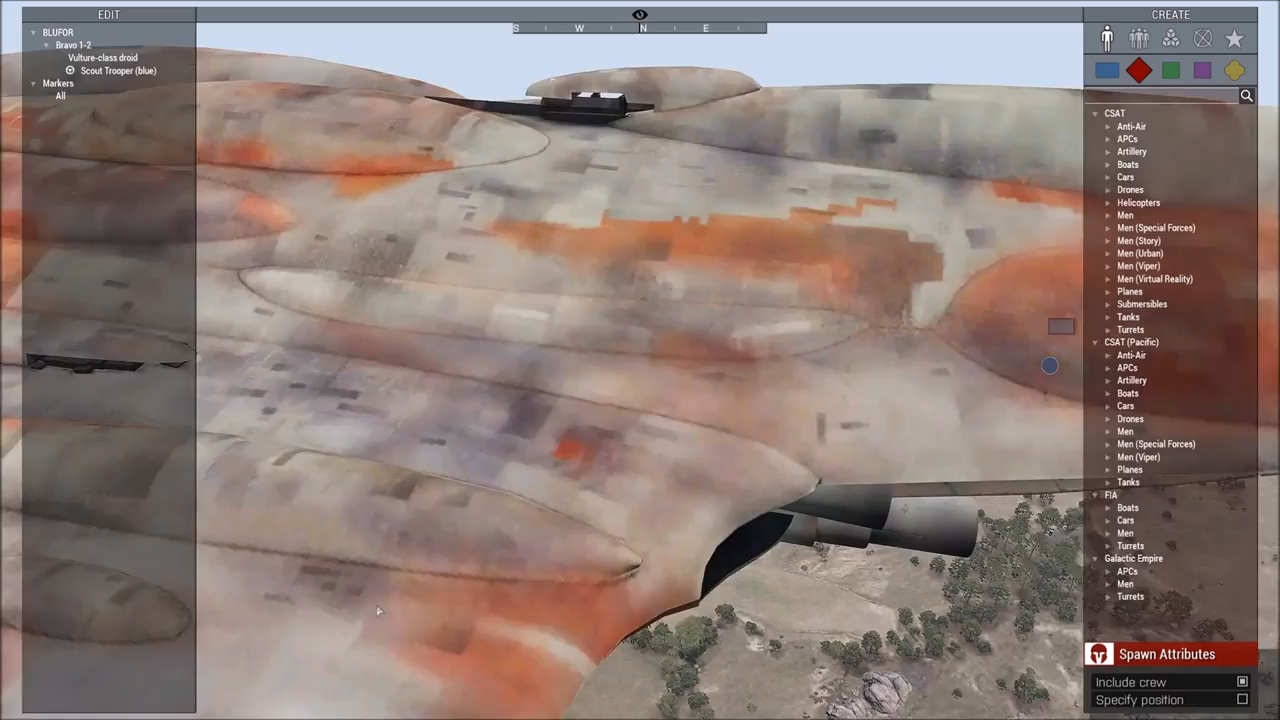 EDIT
BLUFOR
Bravo 1-2
Vulture-class droid
Scout Trooper (blue)
Markers
All
S W N E
CREATE
CSAT
Anti-Air
APCs
Artillery
Boats
Cars
Drones
Helicopters
Men
Men (Special Forces)
Men (Story)
Men (Urban)
Men (Viper)
Men (Virtual Reality)
Planes
Submersibles
Tanks
Turrets
CSAT (Pacific)
Anti-Air
APCs
Artillery
Boats
Cars
Drones
Men
Men (Special Forces)
Men (Viper)
Planes
Tanks
FIA
Boats
Cars
Men
Turrets
Galactic Empire
APCs
Men
Turrets
Spawn Attributes
Include crew
Specify position